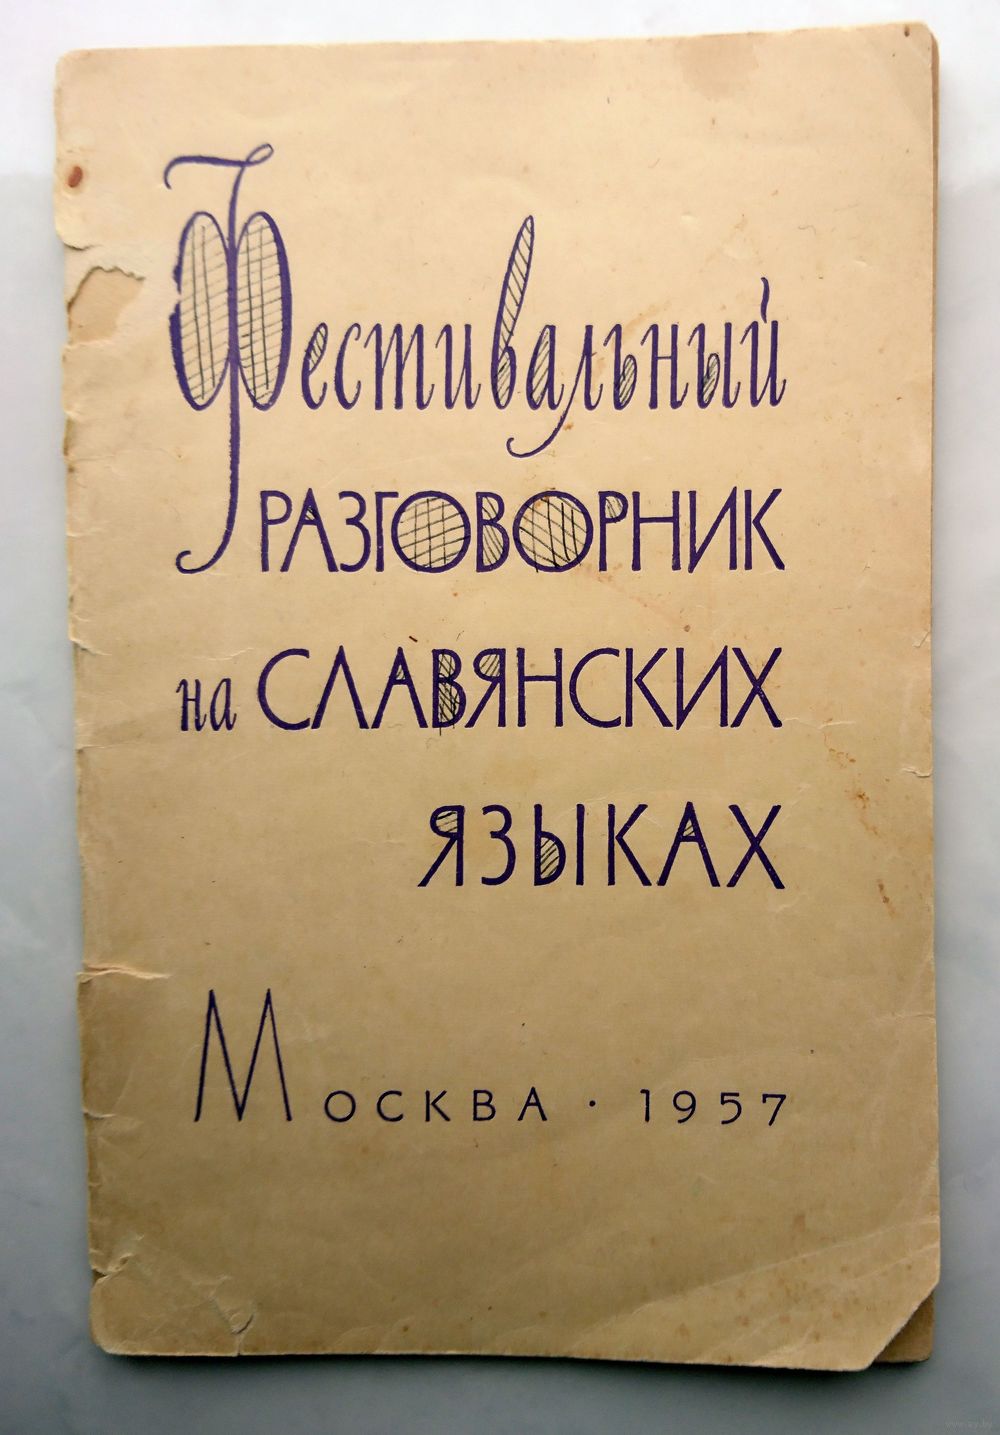 Фестивальный
РАЗГОВОРНИК
на СЛАВЯНСКИХ
ЯЗЫКАХ
МОСКВА · 1957